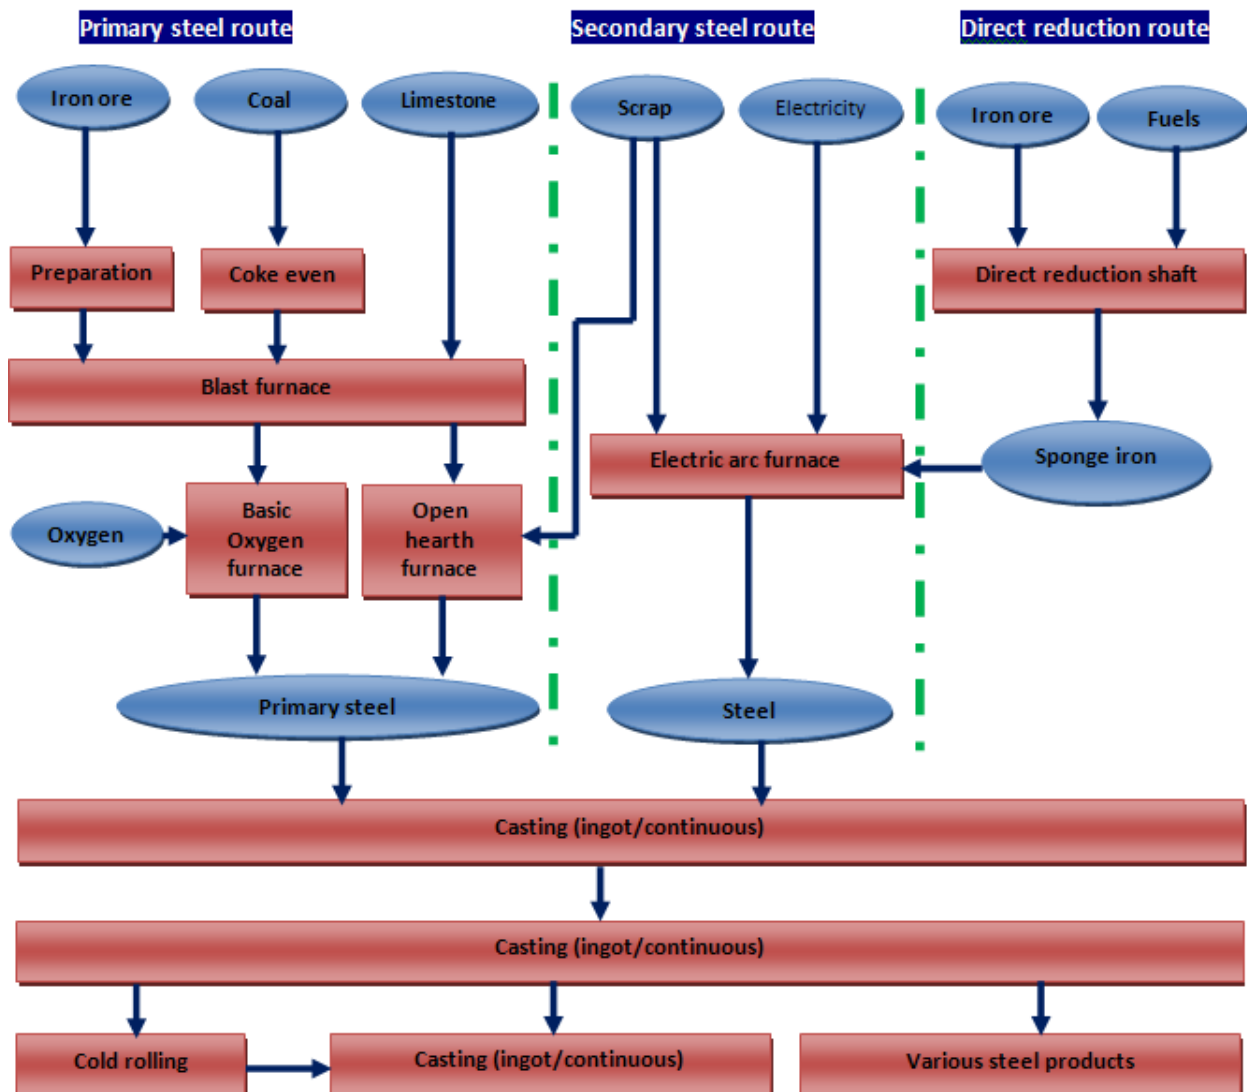 Primary steel route
Secondary steel route
Direct reduction route
Iron ore
Coal
Limestone
Scrap
Electricity
Iron ore
Fuels
Preparation
Coke even
Direct reduction shaft
Blast furnace
Electric arc furnace
Sponge iron
Oxygen
Basic
Oxygen
furnace
Open
hearth
furnace
Primary steel
Steel
Casting (ingot/continuous)
Casting (ingot/continuous)
Cold rolling
Casting (ingot/continuous)
Various steel products